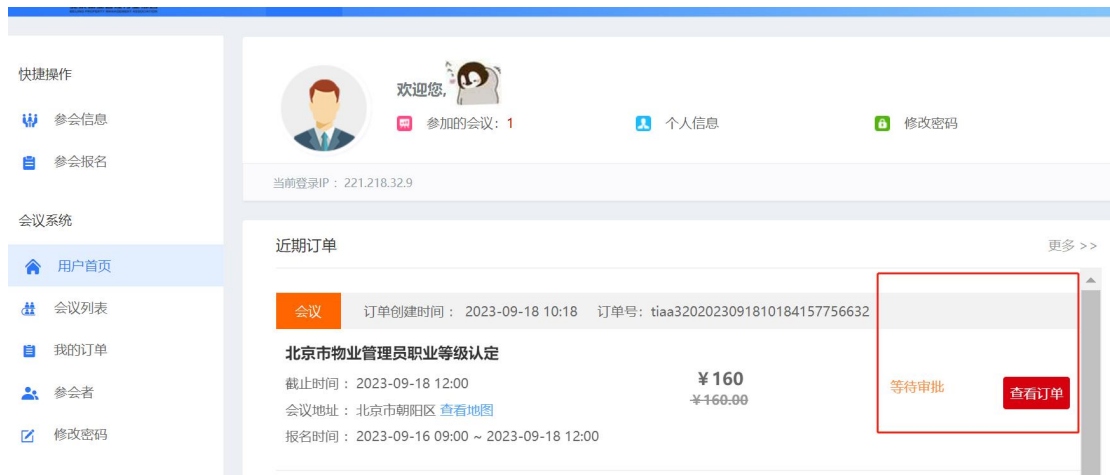 快捷操作
参会信息
参会报名
会议系统
用户首页
会议列表
我的订单
参会者
修改密码
欢迎您,
参加的会议: 1
个人信息
修改密码
当前登录IP： 221.218.32.9
近期订单
更多 >>
会议 订单创建时间： 2023-09-18 10:18 订单号: tiaa3202023091810184157756632
北京市物业管理员职业等级认定
截止时间： 2023-09-18 12:00
会议地址： 北京市朝阳区 查看地图
报名时间： 2023-09-16 09:00 ~ 2023-09-18 12:00
¥160
¥160.00
等待审批
查看订单